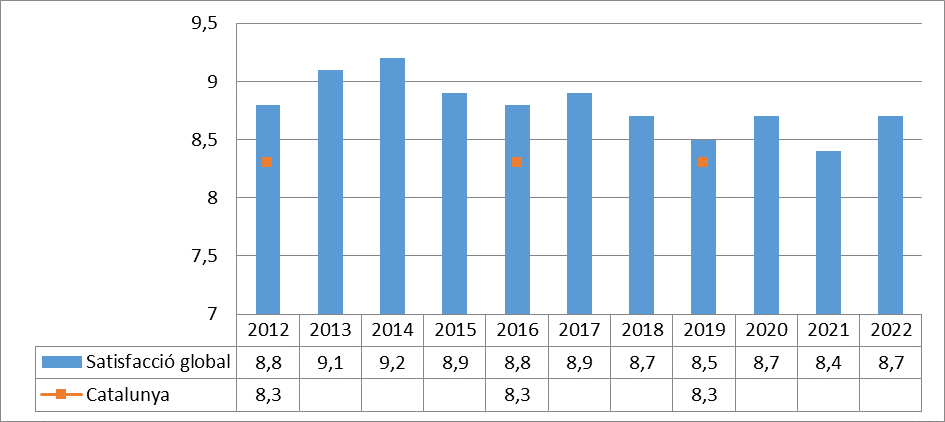 9,5
9
8,5
8
7,5
7
2012 2013 2014 2015 2016 2017 2018 2019 2020 2021 2022
Satisfacció global 8,8 9,1 9,2 8,9 8,8 8,9 8,7 8,5 8,7 8,4 8,7
Catalunya 8,3 8,3 8,3